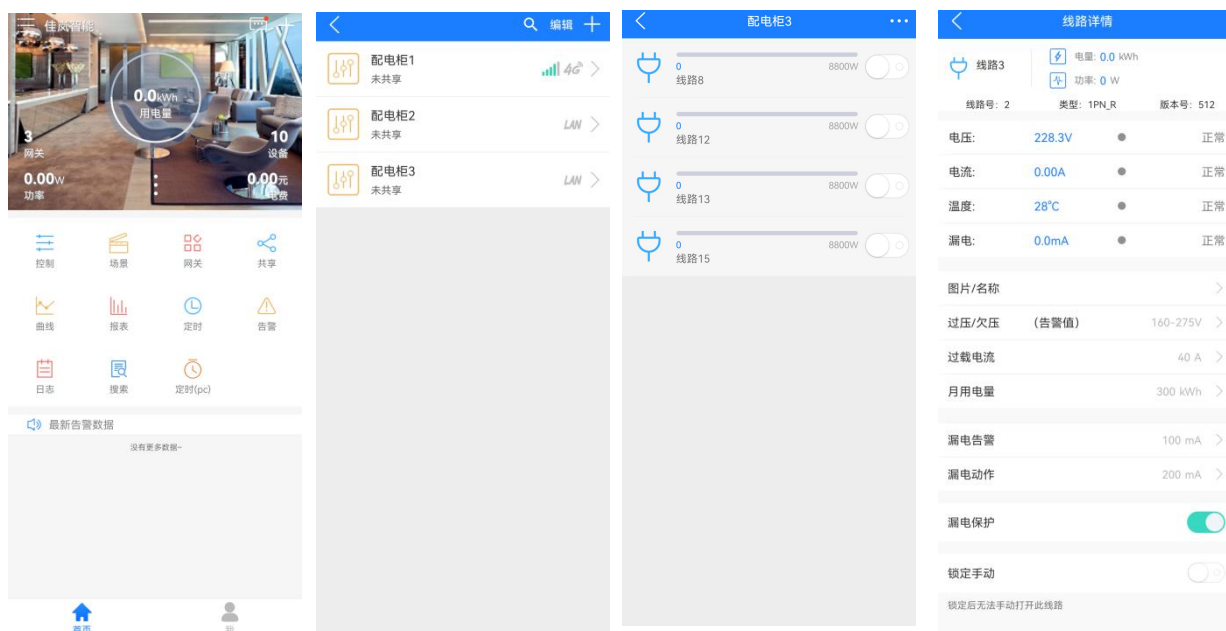 佳岚智能
0.0kWh
用电量
3
网关
10
设备
0.00w
功率
0.00元
电费
控制
场景
网关
共享
曲线
报表
定时
告警
日志
搜索
定时(pc)
最新告警数据
没有更多数据~
首页
编辑
配电柜1
未共享
4G
配电柜2
未共享
LAN
配电柜3
未共享
LAN
配电柜3
0
8800W
线路8
0
8800W
线路12
0
8800W
线路13
0
8800W
线路15
线路详情
线路3
电量: 0.0 kWh
功率: 0 W
线路号: 2 类型: 1PN_R 版本号: 512
电压: 228.3V 正常
电流: 0.00A 正常
温度: 28°C 正常
漏电: 0.0mA 正常
图片/名称
过压/欠压 (告警值) 160-275V
过载电流 40 A
月用电量 300 kWh
漏电告警 100 mA
漏电动作 200 mA
漏电保护
锁定手动
锁定后无法手动打开此线路